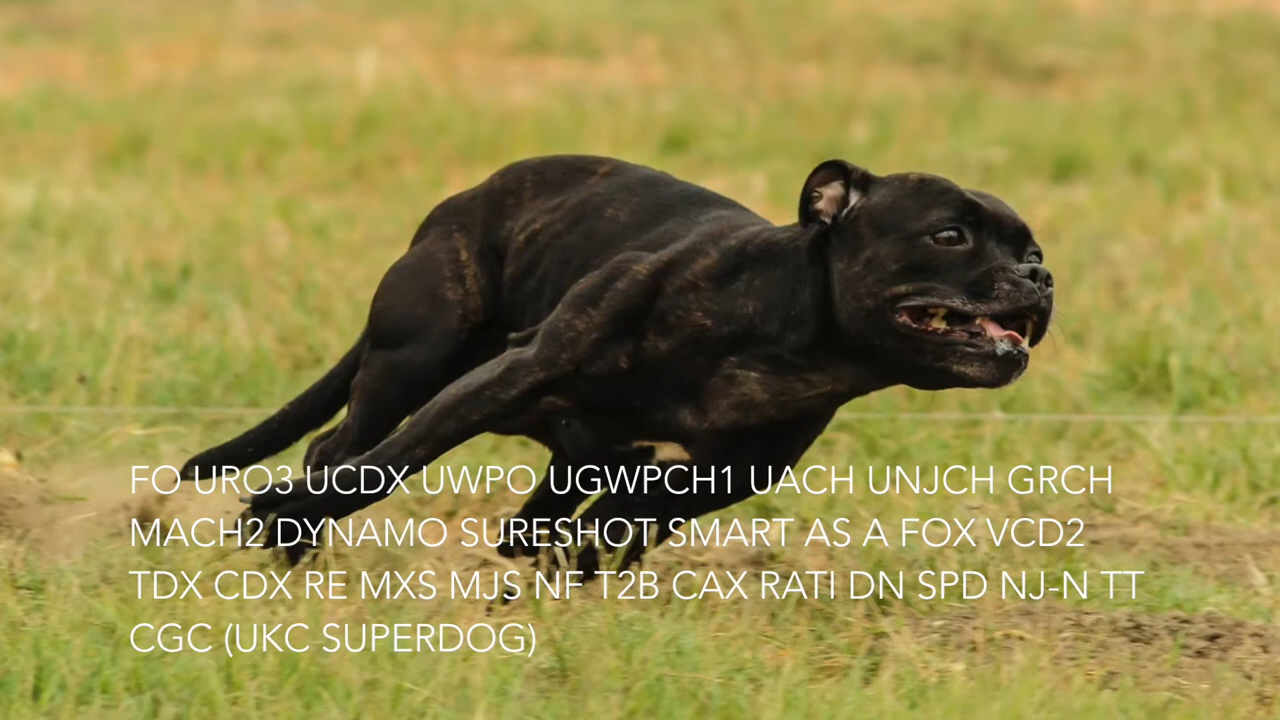 FO URO3 UCDX UWPO UGWPCH1 UACH UNJCH GRCH
MACH2 DYNAMO SURESHOT SMART AS A FOX VCD2
TDX CDX RE MXS MJS NF T2B CAX RATI DN SPD NJ-N TT
CGC (UKC SUPERDOG)